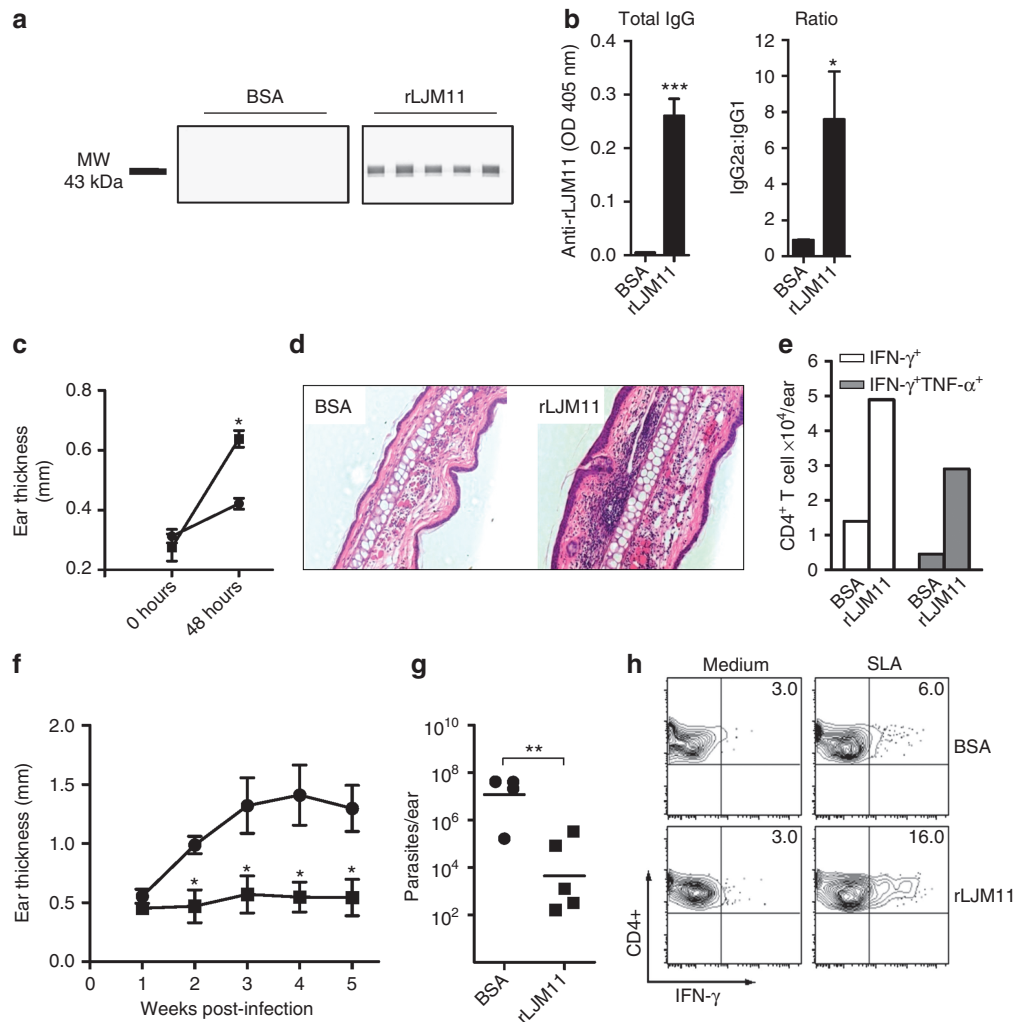 a
BSA
rLJM11
MW
43 kDa
b
Total IgG
Anti-rLJM11 (OD 405 nm)
0.4
0.3
0.2
0.1
0.0
***
BSA
rLJM11
Ratio
IgG2a:IgG1
12
10
8
6
4
2
0
*
BSA
rLJM11
c
Ear thickness
(mm)
0.8
0.6
0.4
0.2
*
0 hours
48 hours
d
BSA
rLJM11
e
CD4+ T cell ×10⁴/ear
6
5
4
3
2
1
0
IFN-γ+
IFN-γ+TNF-α+
BSA
rLJM11
BSA
rLJM11
f
Ear thickness (mm)
2.0
1.5
1.0
0.5
0.0
* * * *
0 1 2 3 4 5
Weeks post-infection
g
Parasites/ear
10¹⁰
10⁸
10⁶
10⁴
10²
**
BSA
rLJM11
h
Medium
SLA
3.0
6.0
BSA
3.0
16.0
rLJM11
CD4+
IFN-γ